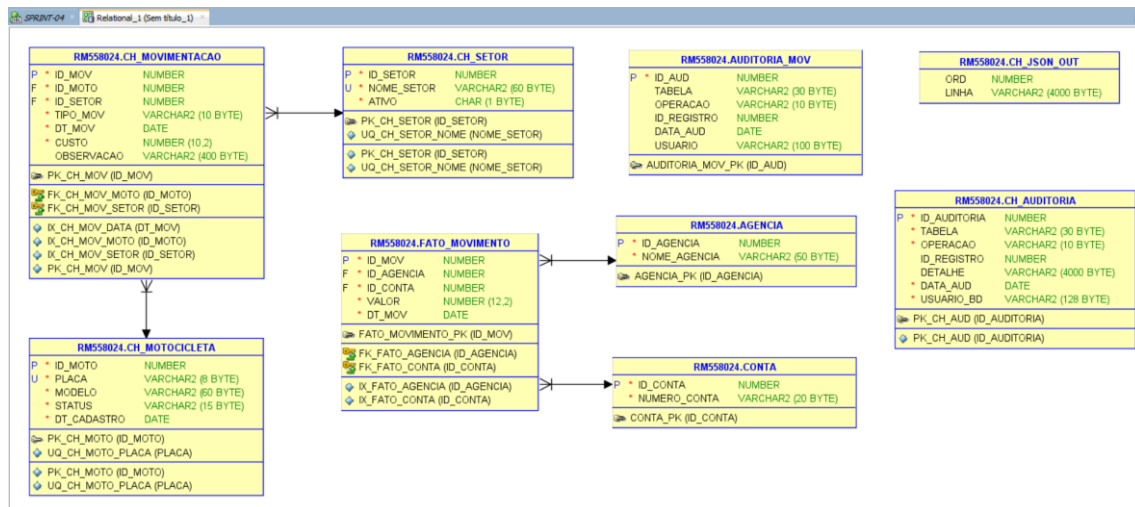 SPRINT-04
Relational_1 (Sem título_1)
RM558024.CH_MOVIMENTACAO
P * ID_MOV NUMBER
F * ID_MOTO NUMBER
F * ID_SETOR NUMBER
* TIPO_MOV VARCHAR2 (10 BYTE)
* DT_MOV DATE
* CUSTO NUMBER (10,2)
OBSERVACAO VARCHAR2 (400 BYTE)
PK_CH_MOV (ID_MOV)
FK_CH_MOV_MOTO (ID_MOTO)
FK_CH_MOV_SETOR (ID_SETOR)
IX_CH_MOV_DATA (DT_MOV)
IX_CH_MOV_MOTO (ID_MOTO)
IX_CH_MOV_SETOR (ID_SETOR)
PK_CH_MOV (ID_MOV)
RM558024.CH_SETOR
P * ID_SETOR NUMBER
U * NOME_SETOR VARCHAR2 (60 BYTE)
* ATIVO CHAR (1 BYTE)
PK_CH_SETOR (ID_SETOR)
UQ_CH_SETOR_NOME (NOME_SETOR)
PK_CH_SETOR (ID_SETOR)
UQ_CH_SETOR_NOME (NOME_SETOR)
RM558024.AUDITORIA_MOV
P * ID_AUD NUMBER
TABELA VARCHAR2 (30 BYTE)
OPERACAO VARCHAR2 (10 BYTE)
ID_REGISTRO NUMBER
DATA_AUD DATE
USUARIO VARCHAR2 (100 BYTE)
AUDITORIA_MOV_PK (ID_AUD)
RM558024.CH_JSON_OUT
ORD NUMBER
LINHA VARCHAR2 (4000 BYTE)
RM558024.CH_AUDITORIA
P * ID_AUDITORIA NUMBER
* TABELA VARCHAR2 (30 BYTE)
* OPERACAO VARCHAR2 (10 BYTE)
ID_REGISTRO NUMBER
DETALHE VARCHAR2 (4000 BYTE)
* DATA_AUD DATE
* USUARIO_BD VARCHAR2 (128 BYTE)
PK_CH_AUD (ID_AUDITORIA)
PK_CH_AUD (ID_AUDITORIA)
RM558024.FATO_MOVIMENTO
P * ID_MOV NUMBER
F * ID_AGENCIA NUMBER
F * ID_CONTA NUMBER
* VALOR NUMBER (12,2)
* DT_MOV DATE
FATO_MOVIMENTO_PK (ID_MOV)
FK_FATO_AGENCIA (ID_AGENCIA)
FK_FATO_CONTA (ID_CONTA)
IX_FATO_AGENCIA (ID_AGENCIA)
IX_FATO_CONTA (ID_CONTA)
RM558024.AGENCIA
P * ID_AGENCIA NUMBER
* NOME_AGENCIA VARCHAR2 (50 BYTE)
AGENCIA_PK (ID_AGENCIA)
RM558024.CONTA
P * ID_CONTA NUMBER
* NUMERO_CONTA VARCHAR2 (20 BYTE)
CONTA_PK (ID_CONTA)
RM558024.CH_MOTOCICLETA
P * ID_MOTO NUMBER
U * PLACA VARCHAR2 (8 BYTE)
* MODELO VARCHAR2 (60 BYTE)
* STATUS VARCHAR2 (15 BYTE)
* DT_CADASTRO DATE
PK_CH_MOTO (ID_MOTO)
UQ_CH_MOTO_PLACA (PLACA)
PK_CH_MOTO (ID_MOTO)
UQ_CH_MOTO_PLACA (PLACA)